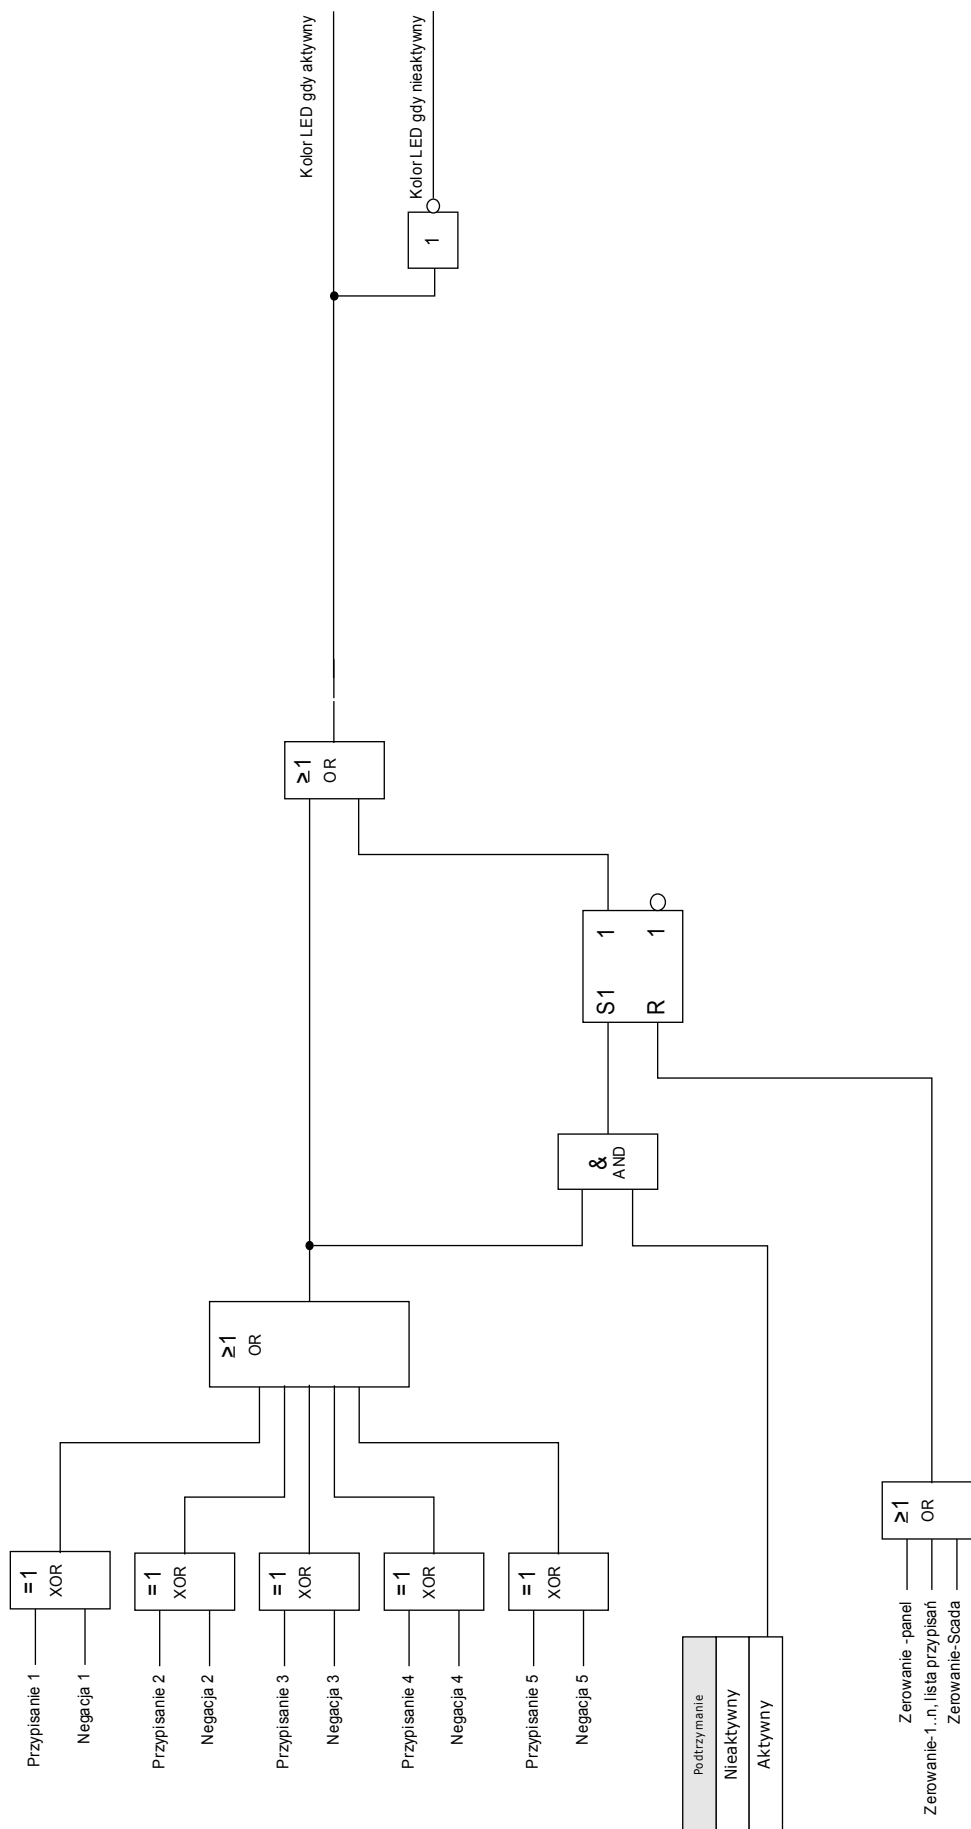 Przypisanie 1
Negacja 1
=1
XOR
Przypisanie 2
Negacja 2
=1
XOR
Przypisanie 3
Negacja 3
=1
XOR
Przypisanie 4
Negacja 4
=1
XOR
Przypisanie 5
Negacja 5
=1
XOR
≥1
OR
Podtrzymanie
Nieaktywny
Aktywny
&
AND
S1 1
R 1
Zerowanie -panel
Zerowanie-1..n, lista przypisań
Zerowanie-Scada
≥1
OR
≥1
OR
1
Kolor LED gdy aktywny
Kolor LED gdy nieaktywny